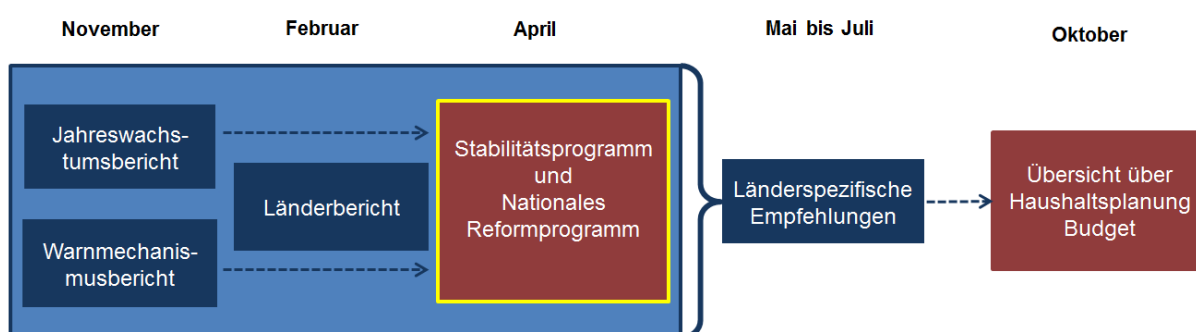 November
Februar
April
Mai bis Juli
Oktober
Jahreswachs-
tumsbericht
Warnmechanis-
musbericht
Länderbericht
Stabilitätsprogramm
und
Nationales
Reformprogramm
Länderspezifische
Empfehlungen
Übersicht über
Haushaltsplanung
Budget